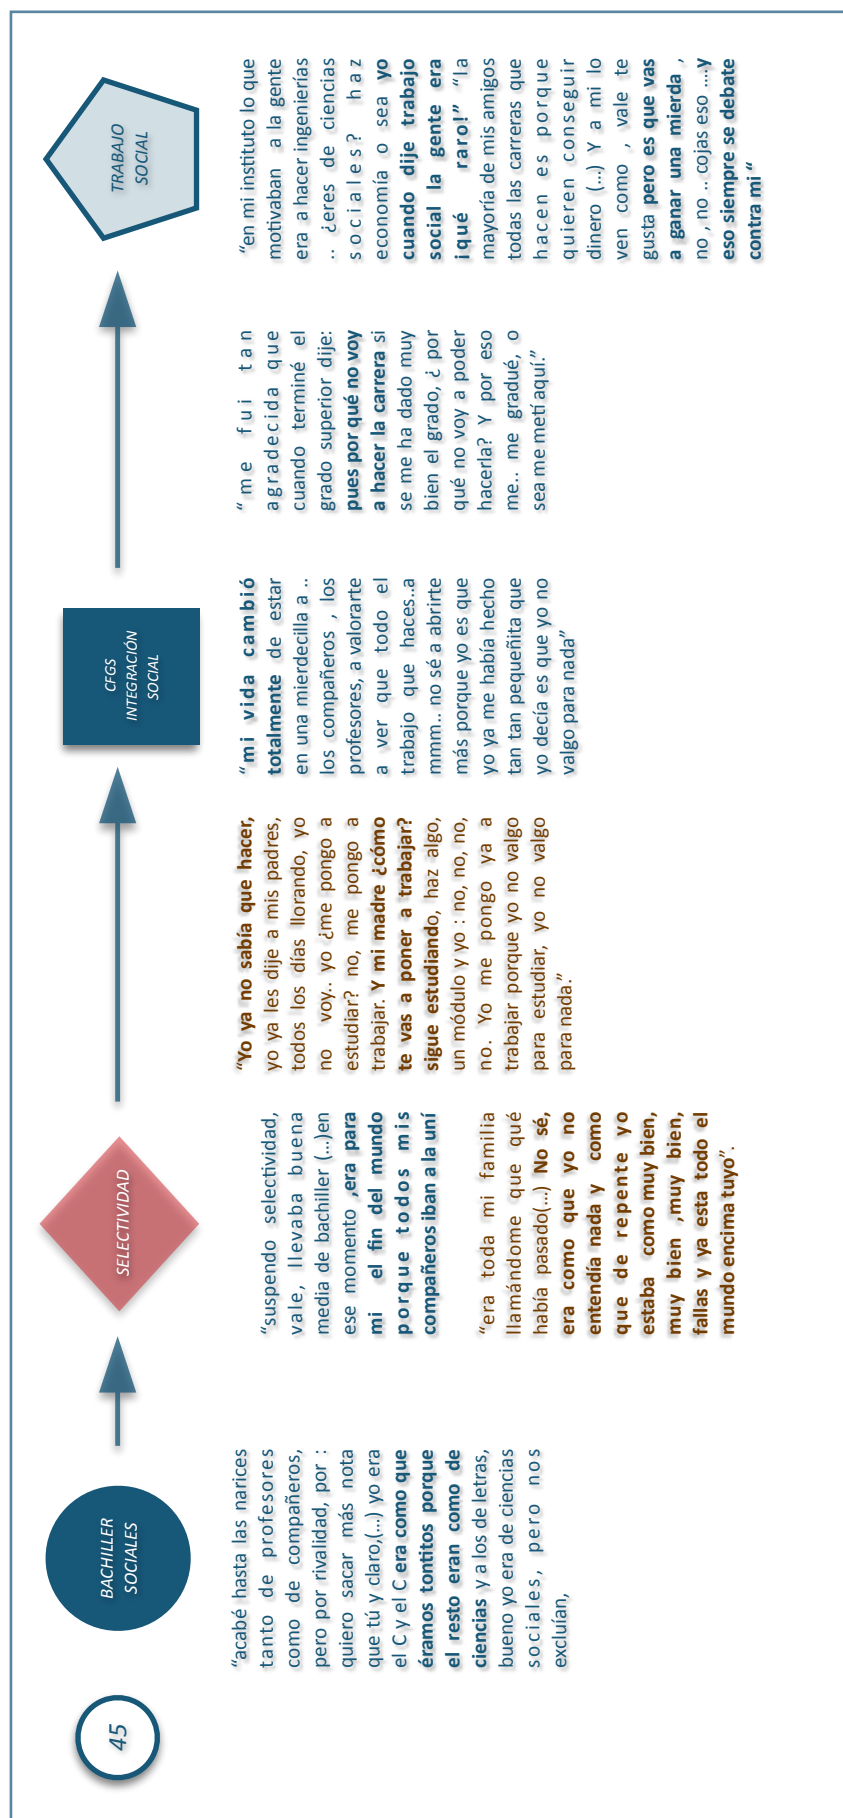 45
BACHILLER
SOCIALES
“acabé hasta las narices
tanto de profesores
como de compañeros,
pero por rivalidad, por :
quiero sacar más nota
que tú y claro,(...) yo era
el C y el C era como que
éramos tontitos porque
el resto eran como de
ciencias y a los de letras,
bueno yo era de ciencias
sociales, pero nos
excluían,
SELECTIVIDAD
“suspendo selectividad,
vale, llevaba buena
media de bachiller (...)en
ese momento ,era para
mi el fin del mundo
porque todos mis
compañeros iban a la uní
“era toda mi familia
llamándome que qué
había pasado(...) No sé,
era como que yo no
entendía nada y como
que de repente yo
estaba como muy bien,
muy bien ,muy bien,
fallas y ya esta todo el
mundo encima tuyo”.
“Yo ya no sabía que hacer,
yo ya les dije a mis padres,
todos los días llorando, yo
no voy.. yo ¿me pongo a
estudiar? no, me pongo a
trabajar. Y mi madre ¿cómo
te vas a poner a trabajar?
sigue estudiando, haz algo,
un módulo y yo : no, no, no,
no. Yo me pongo ya a
trabajar porque yo no valgo
para estudiar, yo no valgo
para nada.”
CFGS
INTEGRACIÓN
SOCIAL
“mi vida cambió
totalmente de estar
en una mierdecilla a ..
los compañeros , los
profesores, a valorarte
a ver que todo el
trabajo que haces..a
mmm.. no sé a abrirte
más porque yo es que
yo ya me había hecho
tan tan pequeñita que
yo decía es que yo no
valgo para nada”
“me fui tan
agradecida que
cuando terminé el
grado superior dije:
pues por qué no voy
a hacer la carrera si
se me ha dado muy
bien el grado, ¿ por
qué no voy a poder
hacerla? Y por eso
me.. me gradué, o
sea me metí aquí.”
TRABAJO
SOCIAL
“en mi instituto lo que
motivaban a la gente
era a hacer ingenierías
.. ¿eres de ciencias
sociales? haz
economía o sea yo
cuando dije trabajo
social la gente era
¡qué raro!” “la
mayoría de mis amigos
todas las carreras que
hacen es porque
quieren conseguir
dinero (...) Y a mi lo
ven como , vale te
gusta pero es que vas
a ganar una mierda ,
no , no .. cojas eso ....y
eso siempre se debate
contra mi “